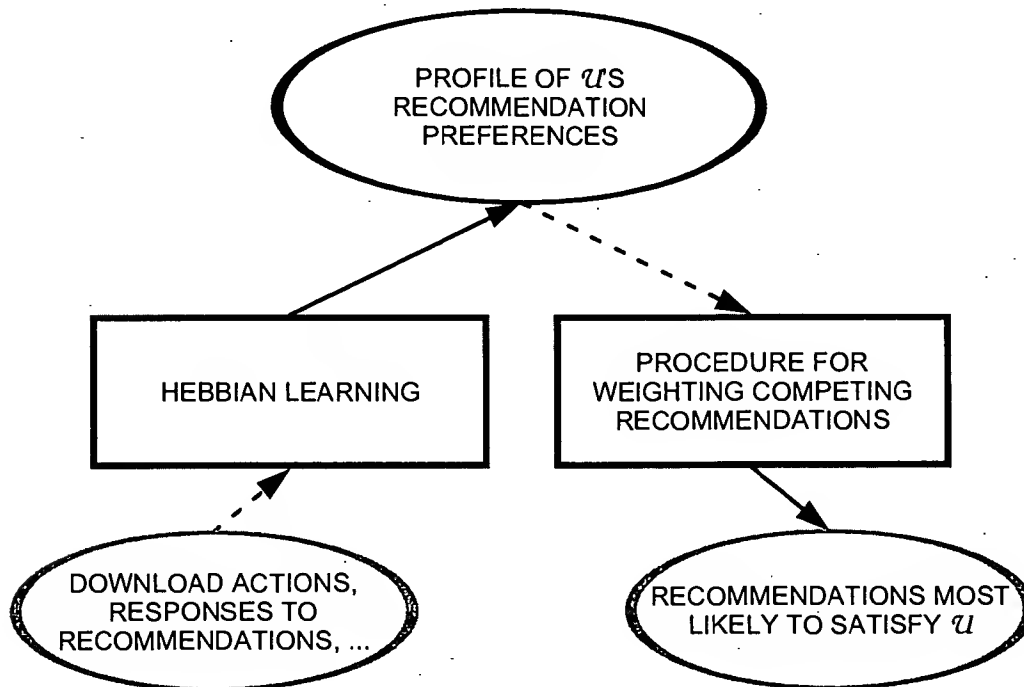 PROFILE OF 𝒰'S
RECOMMENDATION
PREFERENCES
HEBBIAN LEARNING
PROCEDURE FOR
WEIGHTING COMPETING
RECOMMENDATIONS
DOWNLOAD ACTIONS,
RESPONSES TO
RECOMMENDATIONS, ...
RECOMMENDATIONS MOST
LIKELY TO SATISFY 𝒰